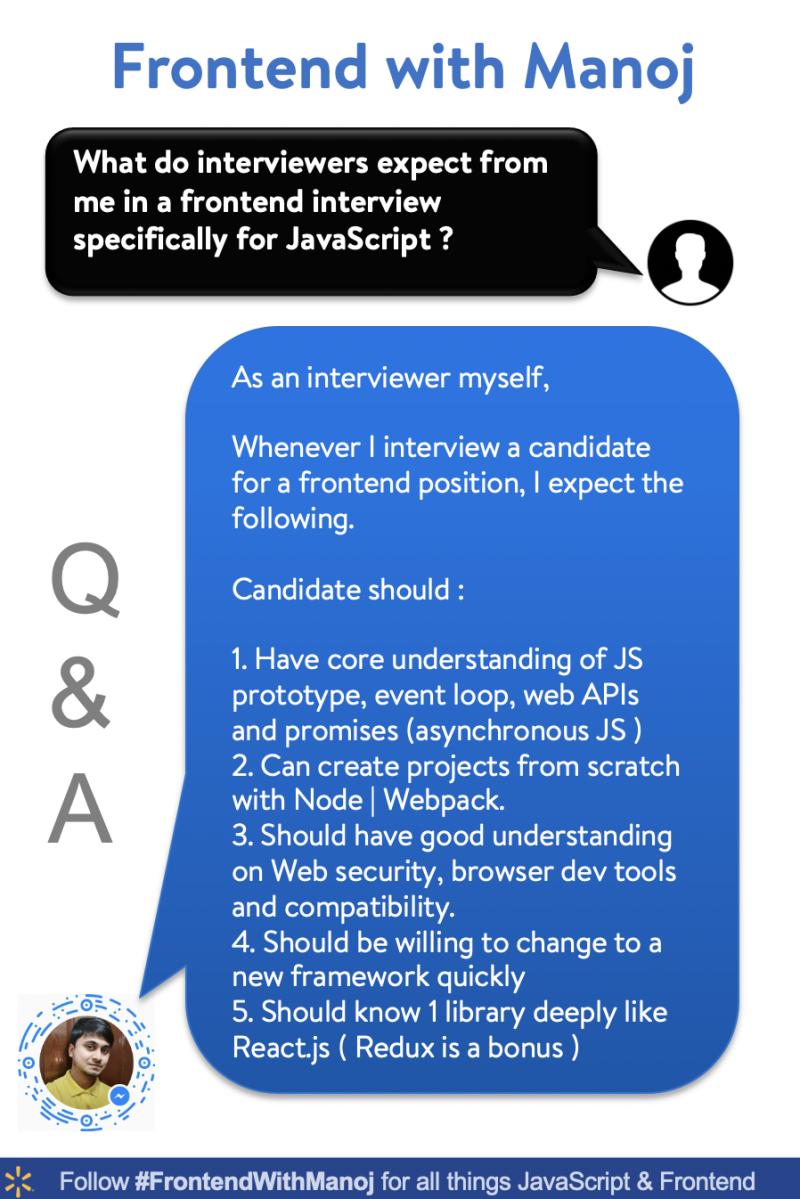 Frontend with Manoj
What do interviewers expect from
me in a frontend interview
specifically for JavaScript ?
As an interviewer myself,
Whenever I interview a candidate
for a frontend position, I expect the
following.
Candidate should :
1. Have core understanding of JS
prototype, event loop, web APIs
and promises (asynchronous JS )
2. Can create projects from scratch
with Node | Webpack.
3. Should have good understanding
on Web security, browser dev tools
and compatibility.
4. Should be willing to change to a
new framework quickly
5. Should know 1 library deeply like
React.js ( Redux is a bonus )
Q
&
A
Follow #FrontendWithManoj for all things JavaScript & Frontend